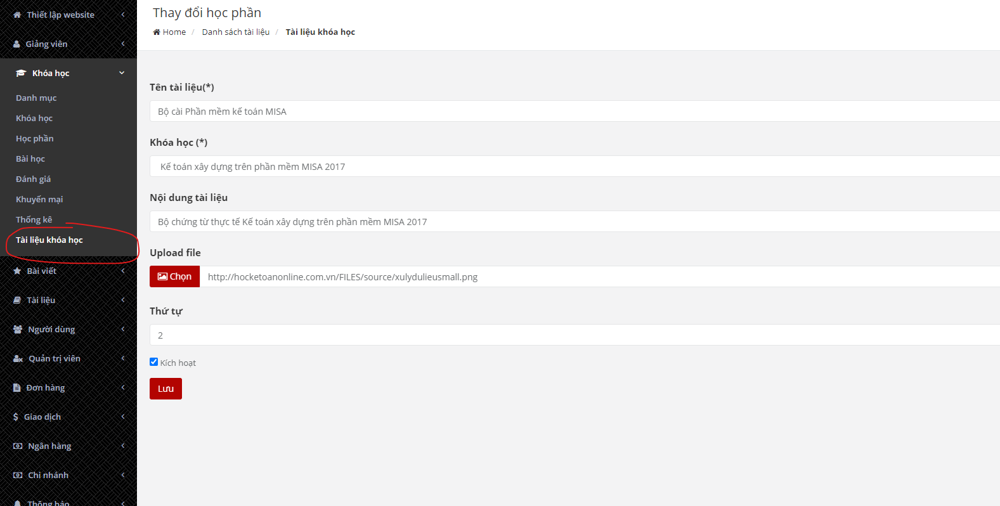 Thiết lập website
Giảng viên
Khóa học
Danh mục
Khóa học
Học phần
Bài học
Đánh giá
Khuyến mại
Thống kê
Tài liệu khóa học
Bài viết
Tài liệu
Người dùng
Quản trị viên
Đơn hàng
Giao dịch
Ngân hàng
Chi nhánh
Thông báo
Thay đổi học phần
Home / Danh sách tài liệu / Tài liệu khóa học
Tên tài liệu(*)
Bộ cài Phần mềm kế toán MISA
Khóa học (*)
Kế toán xây dựng trên phần mềm MISA 2017
Nội dung tài liệu
Bộ chứng từ thực tế Kế toán xây dựng trên phần mềm MISA 2017
Upload file
Chọn http://hocketoanonline.com.vn/FILES/source/xulydulieusmall.png
Thứ tự
2
Kích hoạt
Lưu